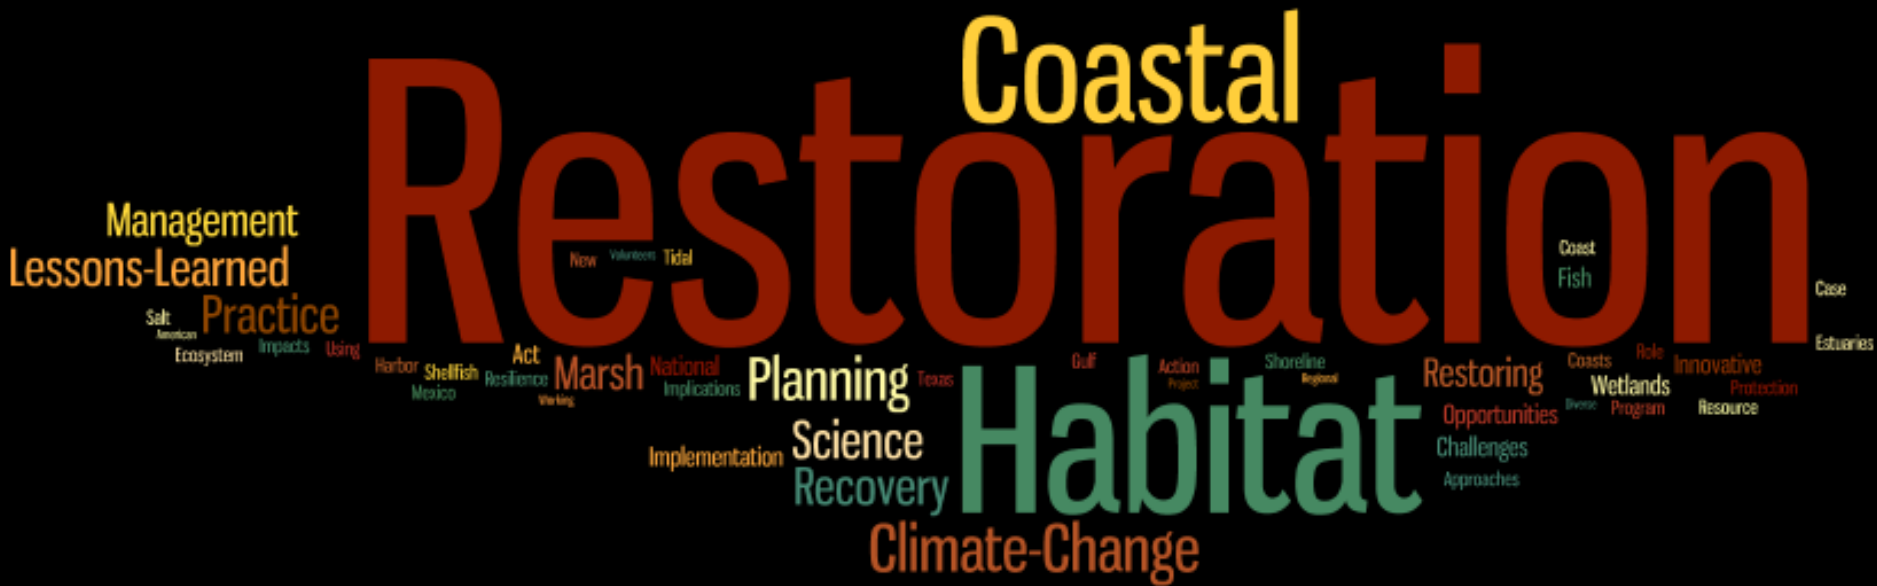 Coastal
Restoration
Management
Lessons-Learned
New Volunteers Tidal
Coast
Fish
Case
Salt
Practice
American
Ecosystem
Impacts
Using
Estuaries
Harbor
Shellfish
Act
Resilience
Mexico
Working
Marsh
National
Implications
Planning
Texas
Gulf
Action
Project
Shoreline
Regional
Restoring
Coasts
Role
Innovative
Wetlands
Protection
Opportunities
Diverse
Program
Resource
Habitat
Science
Implementation
Recovery
Challenges
Approaches
Climate-Change